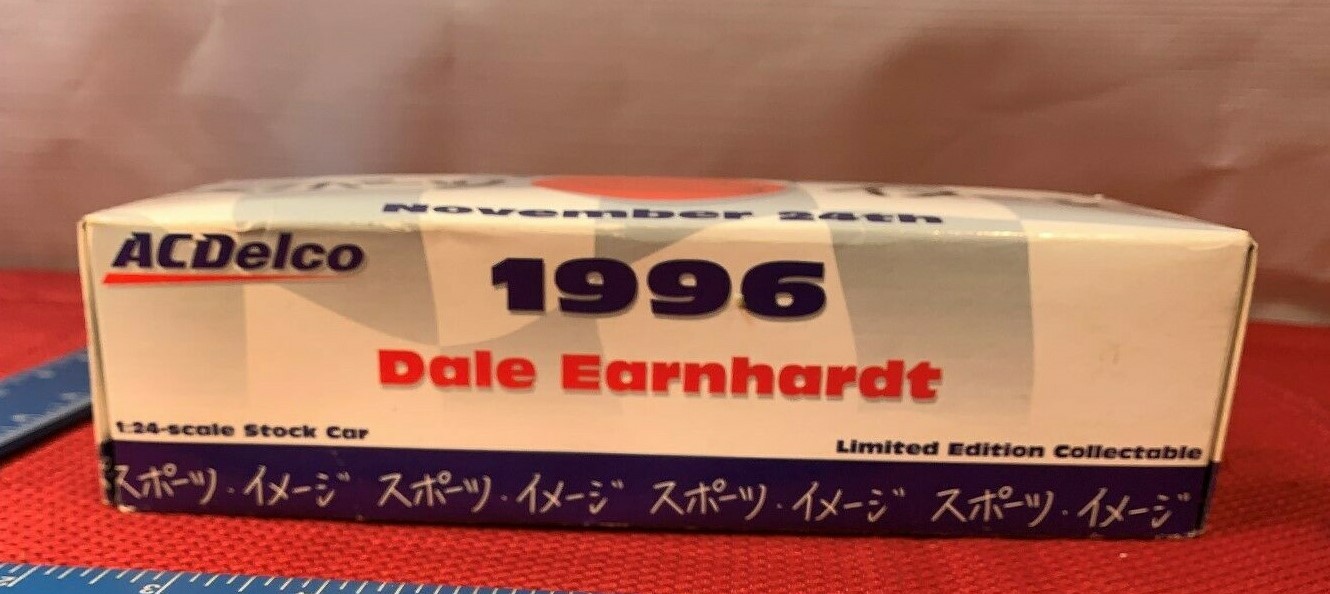 November 24th
ACDelco
1996
Dale Earnhardt
1:24-scale Stock Car
Limited Edition Collectable
スポーツ・イメージ スポーツ・イメージ スポーツ・イメージ スポーツ・イメージ
2 3